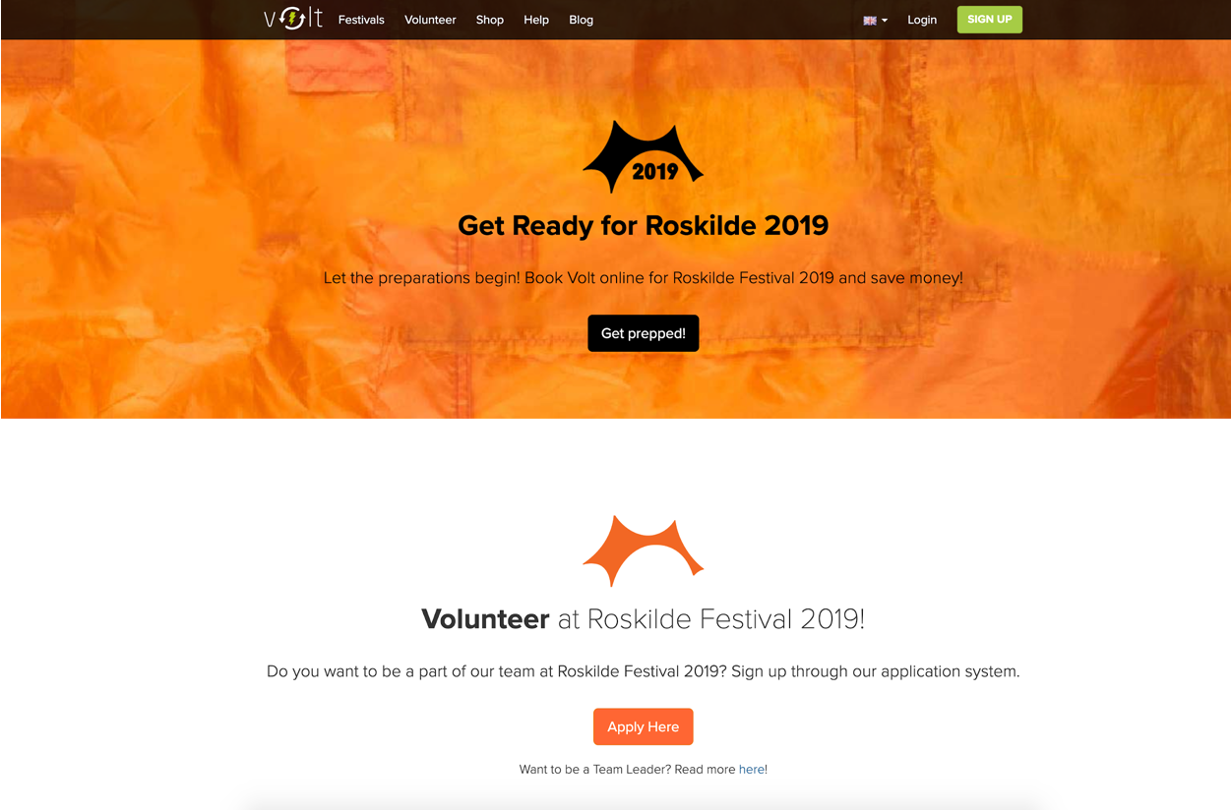 volt Festivals Volunteer Shop Help Blog Login SIGN UP
2019
Get Ready for Roskilde 2019
Let the preparations begin! Book Volt online for Roskilde Festival 2019 and save money!
Get prepped!
Volunteer at Roskilde Festival 2019!
Do you want to be a part of our team at Roskilde Festival 2019? Sign up through our application system.
Apply Here
Want to be a Team Leader? Read more here!